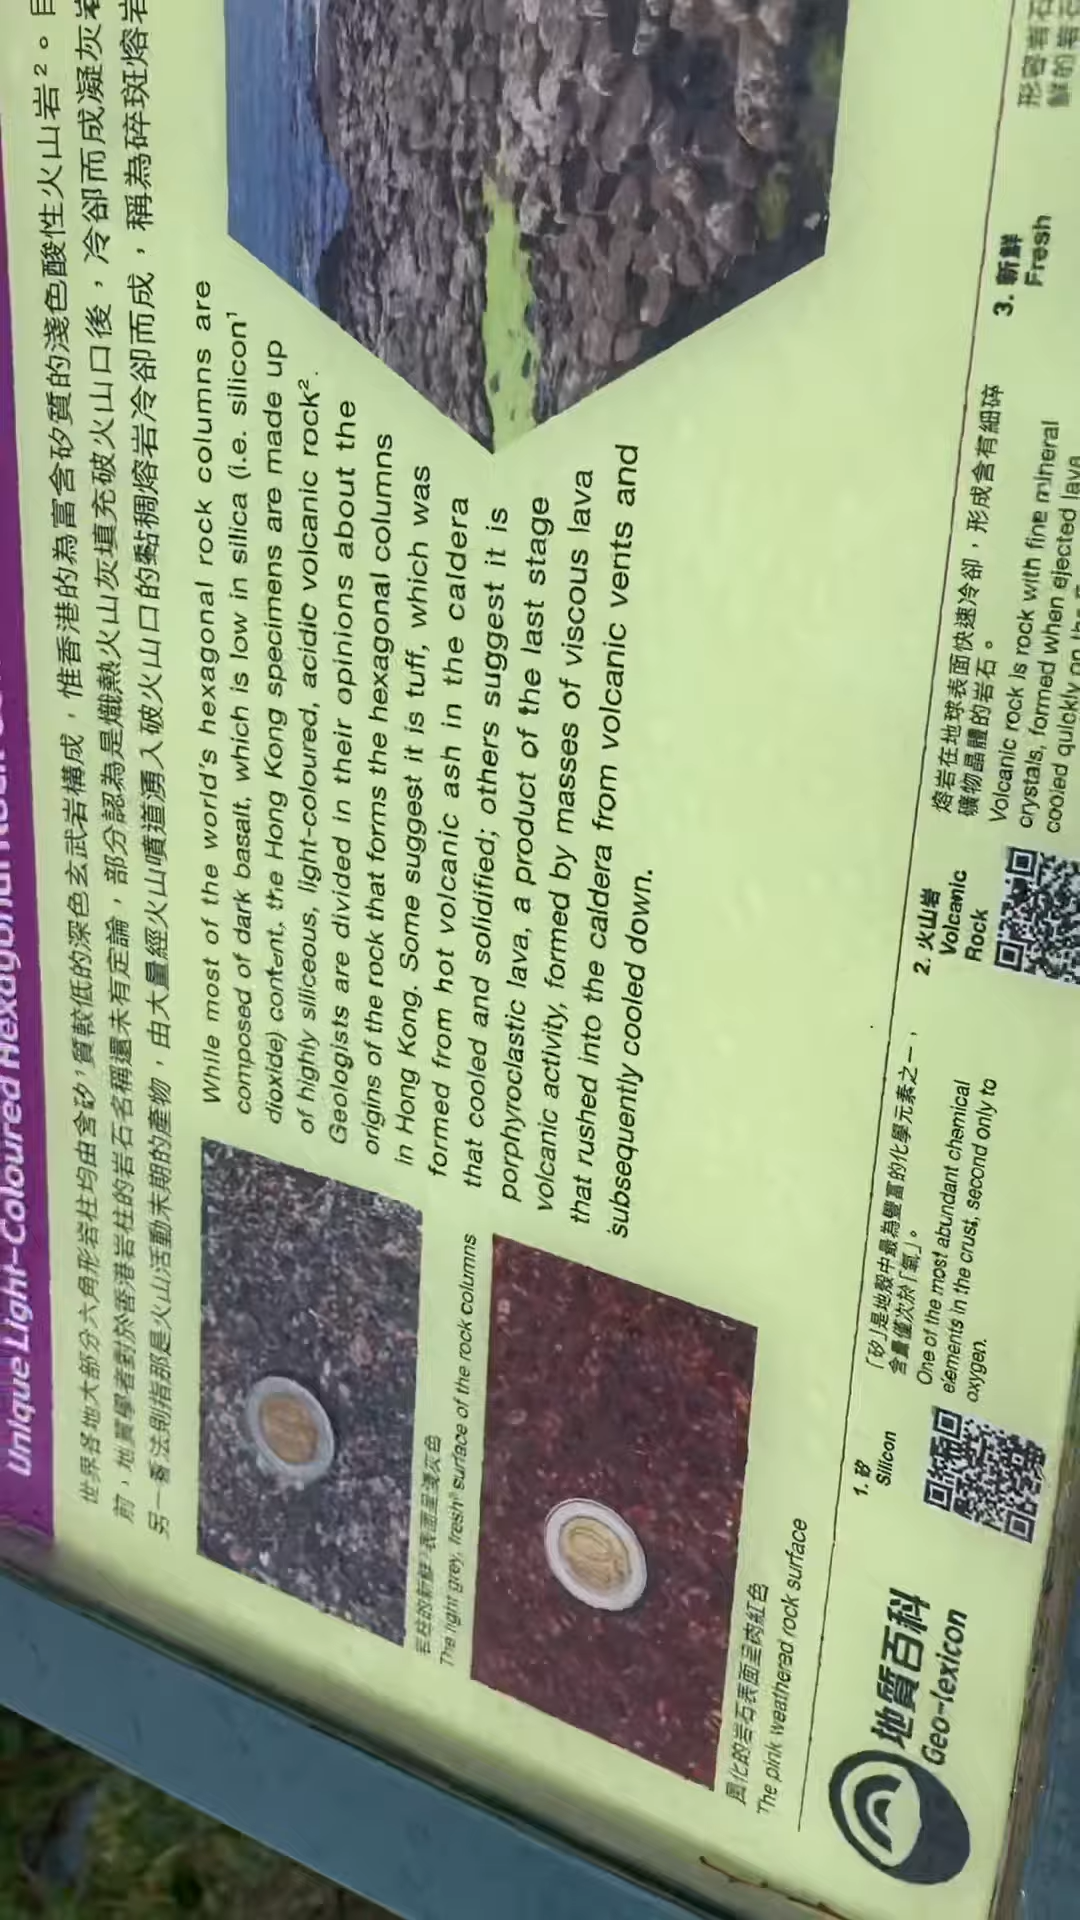 Unique Light-Coloured Hexagonal Rock
世界各地大部分六角形岩柱均由含矽¹質較低的深色玄武岩構成，惟香港的為富含矽質的淺色酸性火山岩²。目
前，地質學者對於香港岩柱的岩石名稱還未有定論，部分認為是熾熱火山灰填充破火山口後，冷卻而成凝灰岩
另一看法則指那是火山活動末期的產物，由大量經火山噴道湧入破火山口的黏稠熔岩冷卻而成，稱為碎斑熔岩
While most of the world's hexagonal rock columns are
composed of dark basalt, which is low in silica (i.e. silicon¹
dioxide) content, the Hong Kong specimens are made up
of highly siliceous, light-coloured, acidic volcanic rock².
Geologists are divided in their opinions about the
origins of the rock that forms the hexagonal columns
in Hong Kong. Some suggest it is tuff, which was
formed from hot volcanic ash in the caldera
that cooled and solidified; others suggest it is
porphyroclastic lava, a product of the last stage
volcanic activity, formed by masses of viscous lava
that rushed into the caldera from volcanic vents and
subsequently cooled down.
岩柱的新鮮³表面呈淺灰色
The light grey, fresh³ surface of the rock columns
風化的岩石表面呈肉紅色
The pink weathered rock surface
地質百科
Geo-lexicon
1. 矽
Silicon
「矽」是地殼中最為豐富的化學元素之一，
含量僅次於「氧」。
One of the most abundant chemical
elements in the crust, second only to
oxygen.
2. 火山岩
Volcanic
Rock
熔岩在地球表面快速冷卻，形成含有細碎
礦物晶體的岩石。
Volcanic rock is rock with fine mineral
crystals, formed when ejected lava
cooled quickly on the
3. 新鮮
Fresh
形容岩石
鮮的岩石